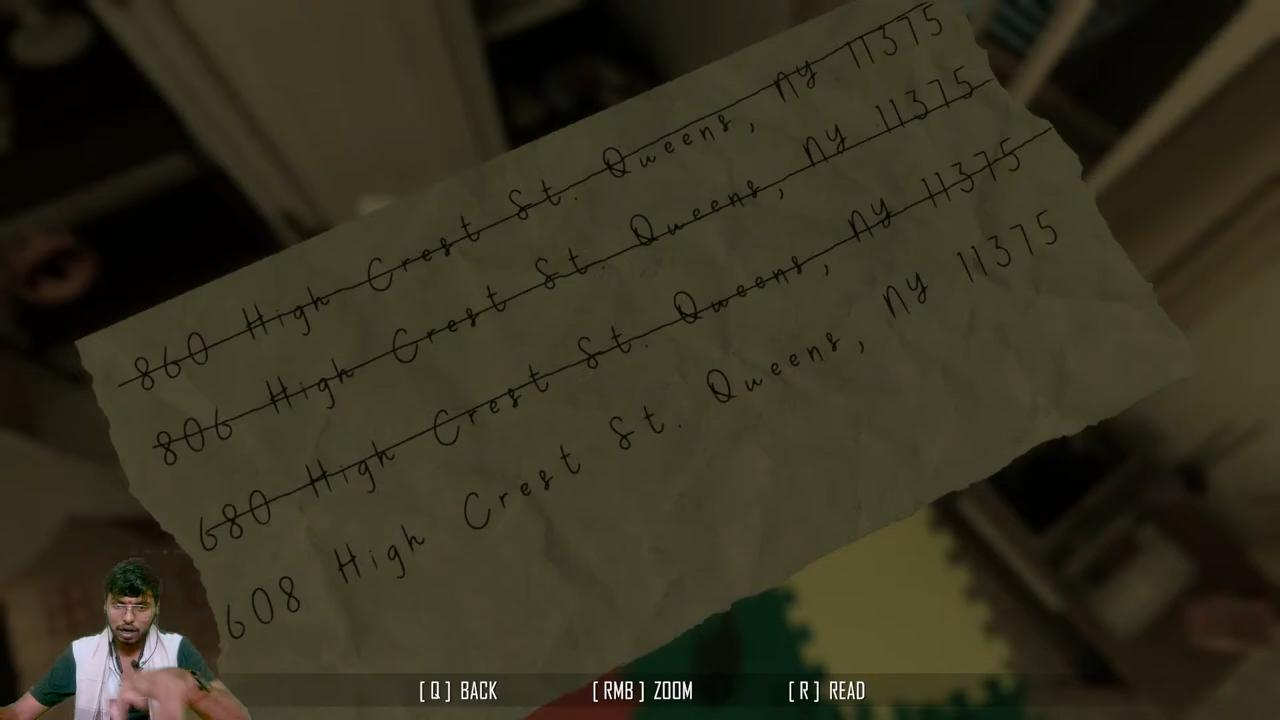 860 High Crest St. Queens, NY 11375
806 High Crest St. Queens, NY 11375
680 High Crest St. Queens, NY 11375
608 High Crest St. Queens, NY 11375
[Q] BACK [RMB] ZOOM [R] READ